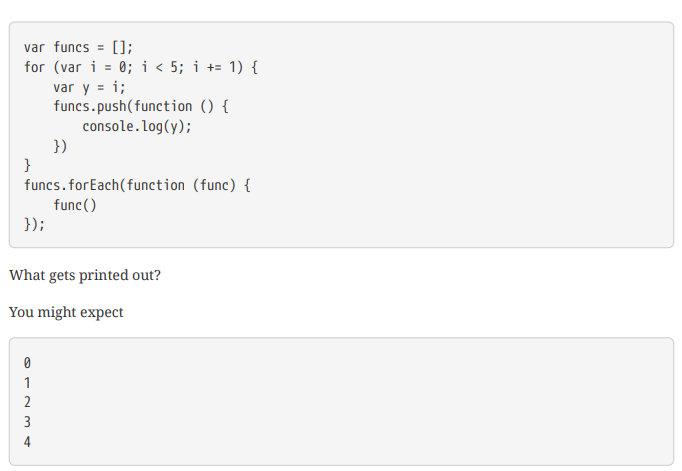 var funcs = [];
for (var i = 0; i < 5; i += 1) {
    var y = i;
    funcs.push(function () {
        console.log(y);
    })
}
funcs.forEach(function (func) {
    func()
});
What gets printed out?
You might expect
0
1
2
3
4